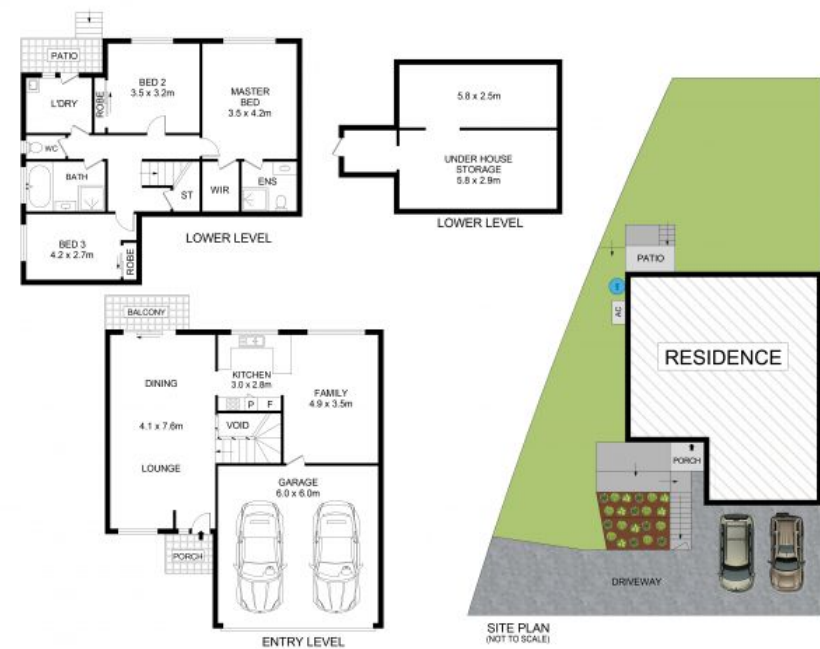 PATIO
BED 2
3.5 x 3.2m
MASTER
BED
3.5 x 4.2m
L'DRY
ROBE
WC
BATH
ST
WIR
ENS
BED 3
4.2 x 2.7m
ROBE
LOWER LEVEL
5.8 x 2.5m
UNDER HOUSE
STORAGE
5.8 x 2.9m
LOWER LEVEL
BALCONY
DINING
4.1 x 7.6m
LOUNGE
KITCHEN
3.0 x 2.8m
P F
FAMILY
4.9 x 3.5m
VOID
GARAGE
6.0 x 6.0m
PORCH
ENTRY LEVEL
PATIO
AC
RESIDENCE
PORCH
DRIVEWAY
SITE PLAN
(NOT TO SCALE)